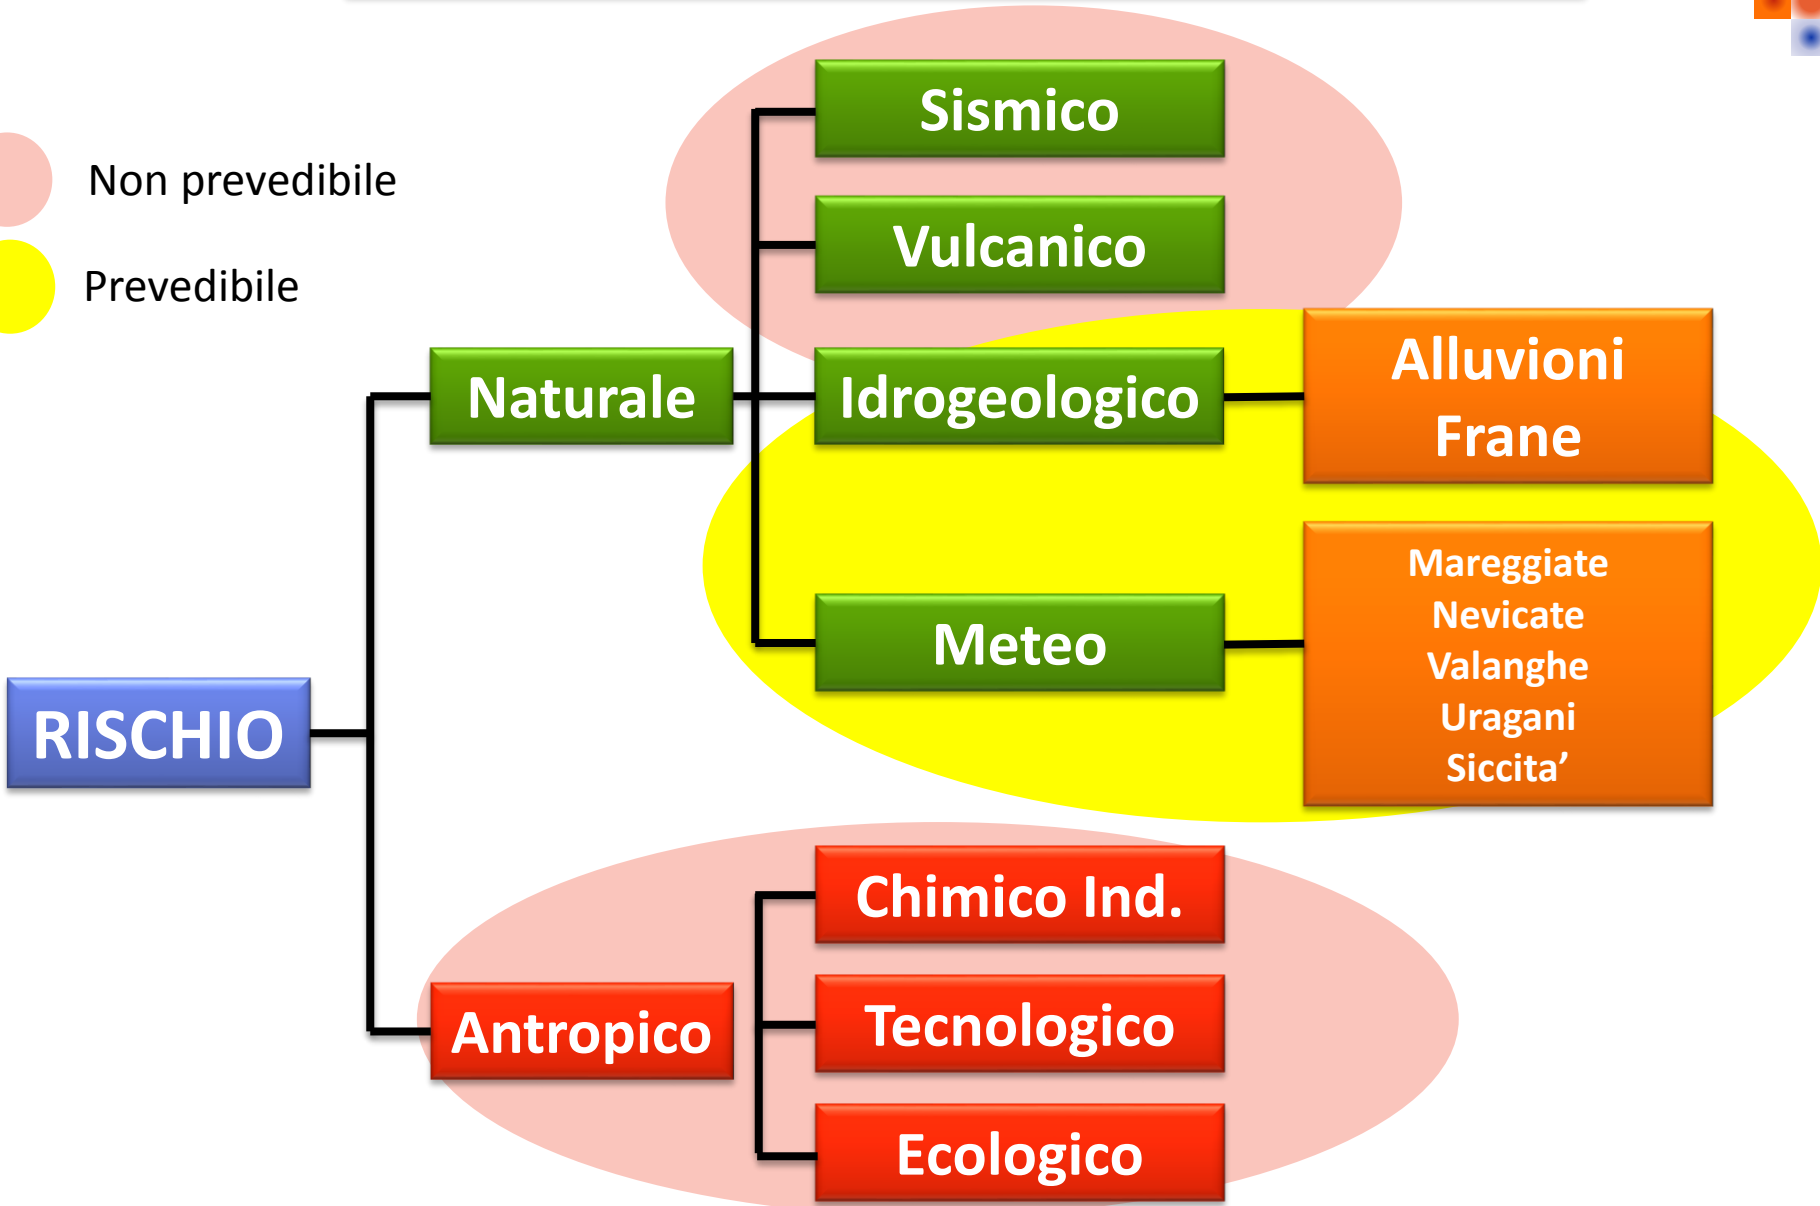 Sismico
Non prevedibile
Vulcanico
Prevedibile
Naturale
Idrogeologico
Alluvioni
Frane
Mareggiate
Nevicate
Valanghe
Uragani
Siccita’
Meteo
RISCHIO
Chimico Ind.
Antropico
Tecnologico
Ecologico